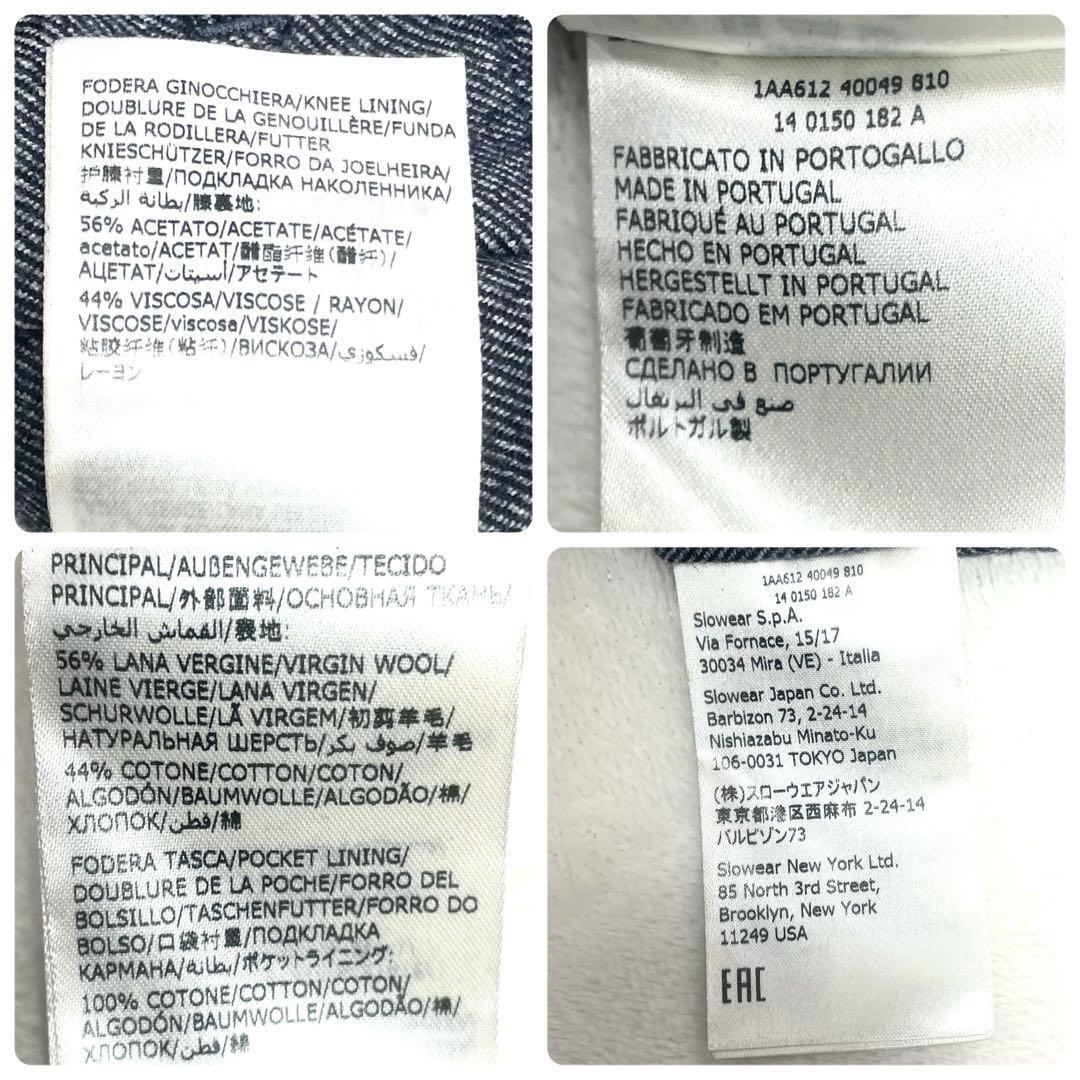 FODERA GINOCCHIERA/KNEE LINING/
DOUBLURE DE LA GENOUILLÈRE/FUNDA
DE LA RODILLERA/FUTTER
KNIESCHÜTZER/FORRO DA JOELHEIRA/
护膝衬里/ПОДКЛАДКА НАКОЛЕННИКА/
بطانة الركبة/膝裏地:
56% ACETATO/ACETATE/ACÉTATE/
acetato/ACETAT/醋酯纤维(醋纤)/
АЦЕТАТ/أسيتات/アセテート
44% VISCOSA/VISCOSE / RAYON/
VISCOSE/viscosa/VISKOSE/
粘胶纤维(粘纤)/ВИСКОЗА/فسكوزي/
レーヨン
1AA612 40049 810
14 0150 182 A
FABBRICATO IN PORTOGALLO
MADE IN PORTUGAL
FABRIQUÉ AU PORTUGAL
HECHO EN PORTUGAL
HERGESTELLT IN PORTUGAL
FABRICADO EM PORTUGAL
葡萄牙制造
СДЕЛАНО В ПОРТУГАЛИИ
صنع في البرتغال
ポルトガル製
PRINCIPAL/AUßENGEWEBE/TECIDO
PRINCIPAL/外部面料/ОСНОВНАЯ ТКАНЬ/
القماش الخارجي/表地:
56% LANA VERGINE/VIRGIN WOOL/
LAINE VIERGE/LANA VIRGEN/
SCHURWOLLE/LÃ VIRGEM/初剪羊毛/
НАТУРАЛЬНАЯ ШЕРСТЬ/صوف بكر/羊毛
44% COTONE/COTTON/COTON/
ALGODÓN/BAUMWOLLE/ALGODÃO/棉/
ХЛОПОК/قطن/綿
FODERA TASCA/POCKET LINING/
DOUBLURE DE LA POCHE/FORRO DEL
BOLSILLO/TASCHENFUTTER/FORRO DO
BOLSO/口袋衬里/ПОДКЛАДКА
КАРМАНА/بطانة/ポケットライニング:
100% COTONE/COTTON/COTON/
ALGODÓN/BAUMWOLLE/ALGODÃO/棉/
ХЛОПОК/قطن/綿
1AA612 40049 810
14 0150 182 A
Slowear S.p.A.
Via Fornace, 15/17
30034 Mira (VE) - Italia
Slowear Japan Co. Ltd.
Barbizon 73, 2-24-14
Nishiazabu Minato-Ku
106-0031 TOKYO Japan
(株)スローウエアジャパン
東京都港区西麻布 2-24-14
バルビゾン73
Slowear New York Ltd.
85 North 3rd Street,
Brooklyn, New York
11249 USA
EAC